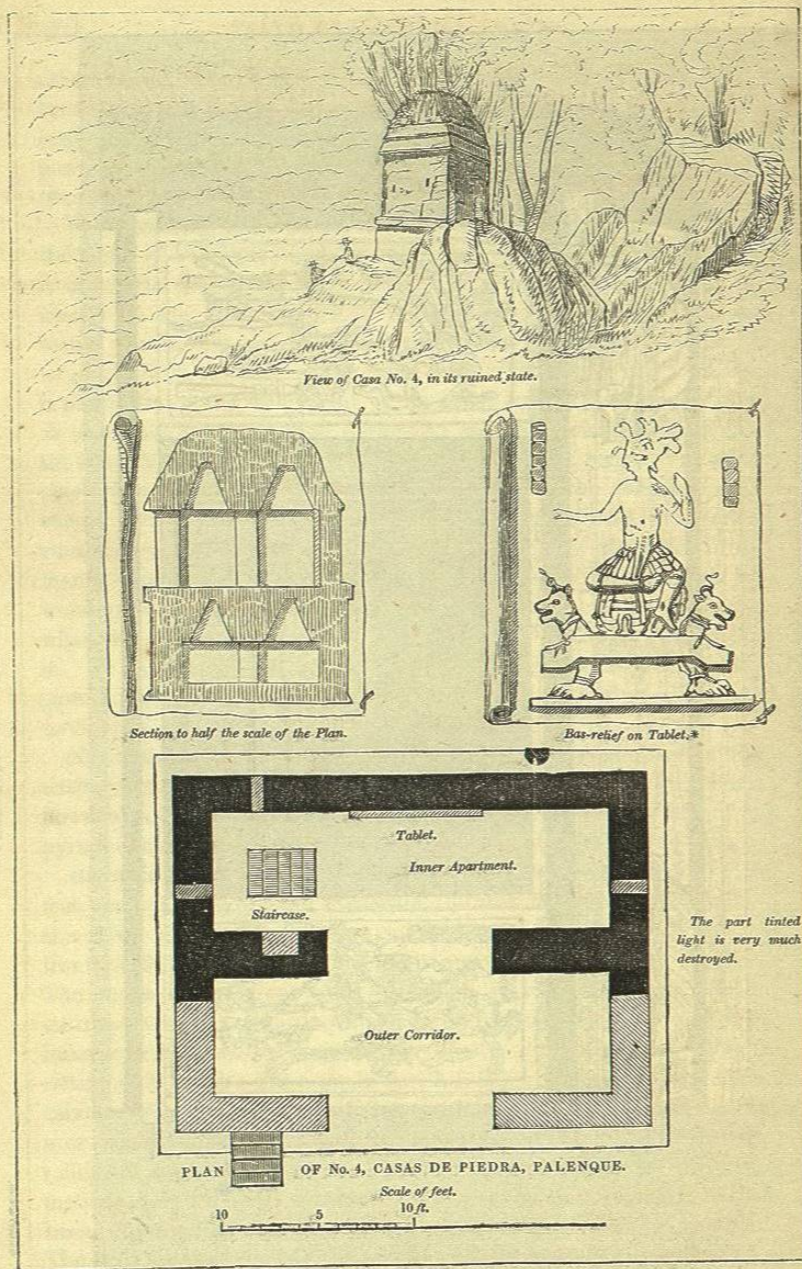 View of Casa No. 4, in its ruined state.
Section to half the scale of the Plan.
Bas-relief on Tablet.*
Tablet.
Inner Apartment.
Staircase.
The part tinted
light is very much
destroyed.
Outer Corridor.
PLAN OF No. 4, CASAS DE PIEDRA, PALENQUE.
Scale of feet.
10 5 10 ft.